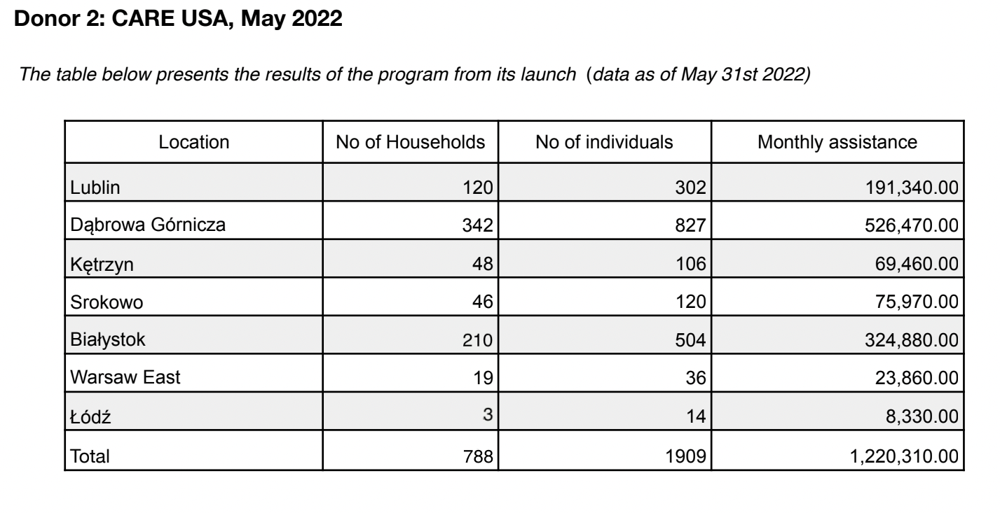 Donor 2: CARE USA, May 2022
The table below presents the results of the program from its launch (data as of May 31st 2022)
Location No of Households No of individuals Monthly assistance
Lublin 120 302 191,340.00
Dąbrowa Górnicza 342 827 526,470.00
Kętrzyn 48 106 69,460.00
Srokowo 46 120 75,970.00
Białystok 210 504 324,880.00
Warsaw East 19 36 23,860.00
Łódź 3 14 8,330.00
Total 788 1909 1,220,310.00